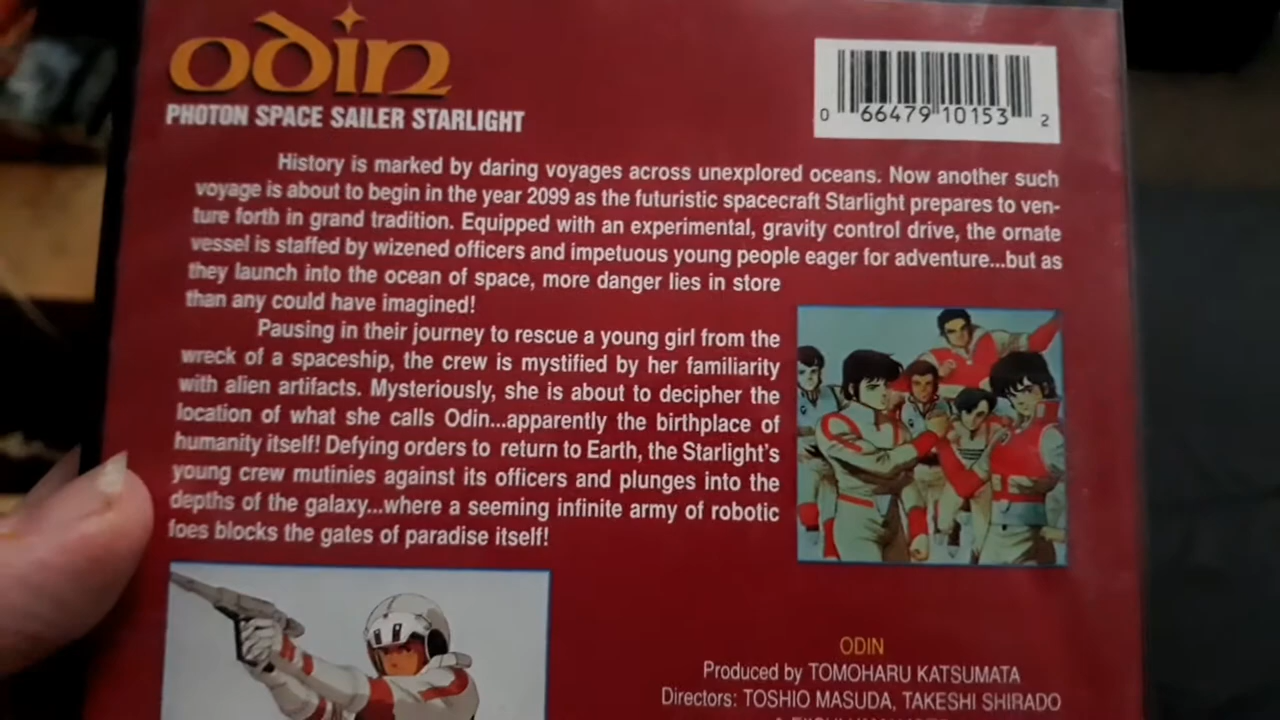 odin
PHOTON SPACE SAILER STARLIGHT
0 66479 10153 2
History is marked by daring voyages across unexplored oceans. Now another such
voyage is about to begin in the year 2099 as the futuristic spacecraft Starlight prepares to ven-
ture forth in grand tradition. Equipped with an experimental, gravity control drive, the ornate
vessel is staffed by wizened officers and impetuous young people eager for adventure...but as
they launch into the ocean of space, more danger lies in store
than any could have imagined!
Pausing in their journey to rescue a young girl from the
wreck of a spaceship, the crew is mystified by her familiarity
with alien artifacts. Mysteriously, she is about to decipher the
location of what she calls Odin...apparently the birthplace of
humanity itself! Defying orders to return to Earth, the Starlight's
young crew mutinies against its officers and plunges into the
depths of the galaxy...where a seeming infinite army of robotic
foes blocks the gates of paradise itself!
ODIN
Produced by TOMOHARU KATSUMATA
Directors: TOSHIO MASUDA, TAKESHI SHIRADO